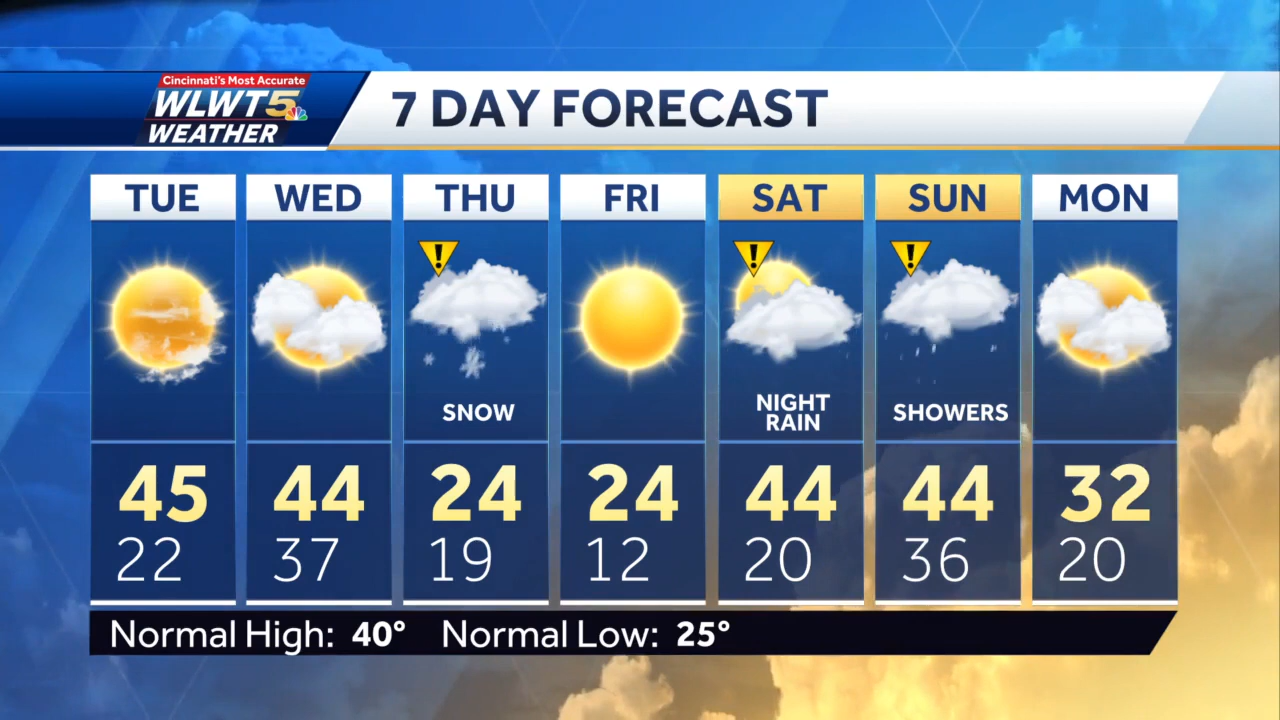 Cincinnati's Most Accurate
WLWT5
WEATHER
7 DAY FORECAST
TUE WED THU FRI SAT SUN MON
! ! !
SNOW NIGHT RAIN SHOWERS
45 44 24 24 44 44 32
22 37 19 12 20 36 20
Normal High: 40° Normal Low: 25°